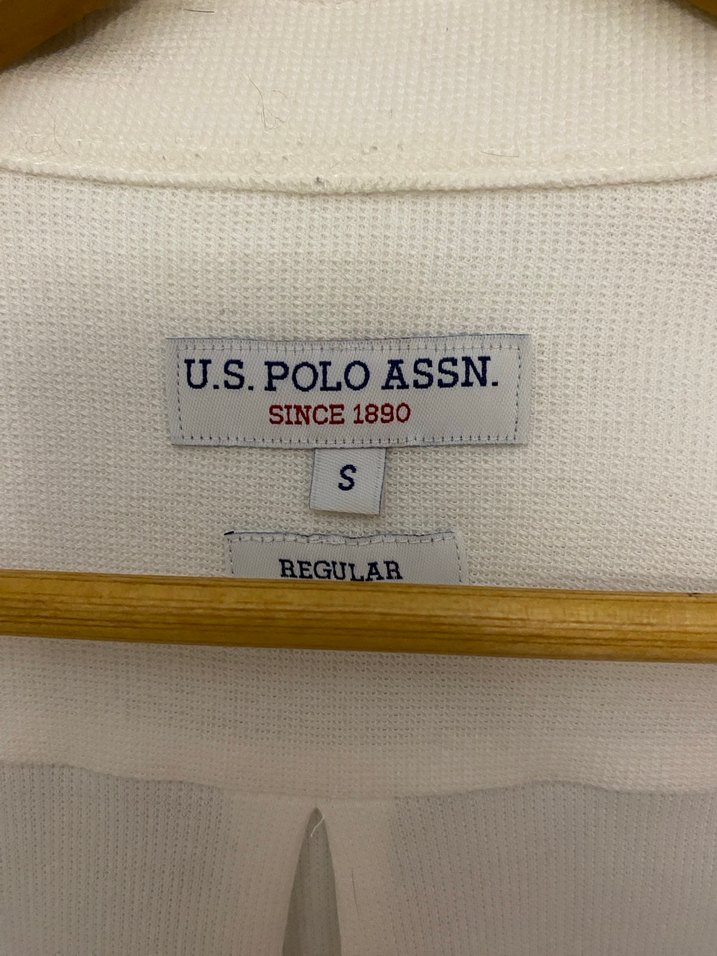 U.S. POLO ASSN.
SINCE 1890
S
REGULAR